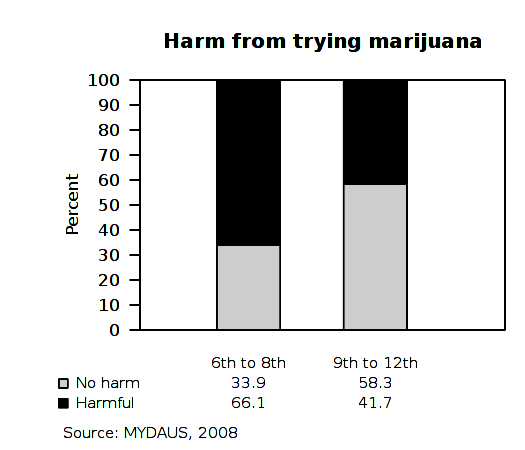 Harm from trying marijuana
100
90
80
70
60
50
40
30
20
10
0
Percent
6th to 8th 9th to 12th
No harm 33.9 58.3
Harmful 66.1 41.7
Source: MYDAUS, 2008